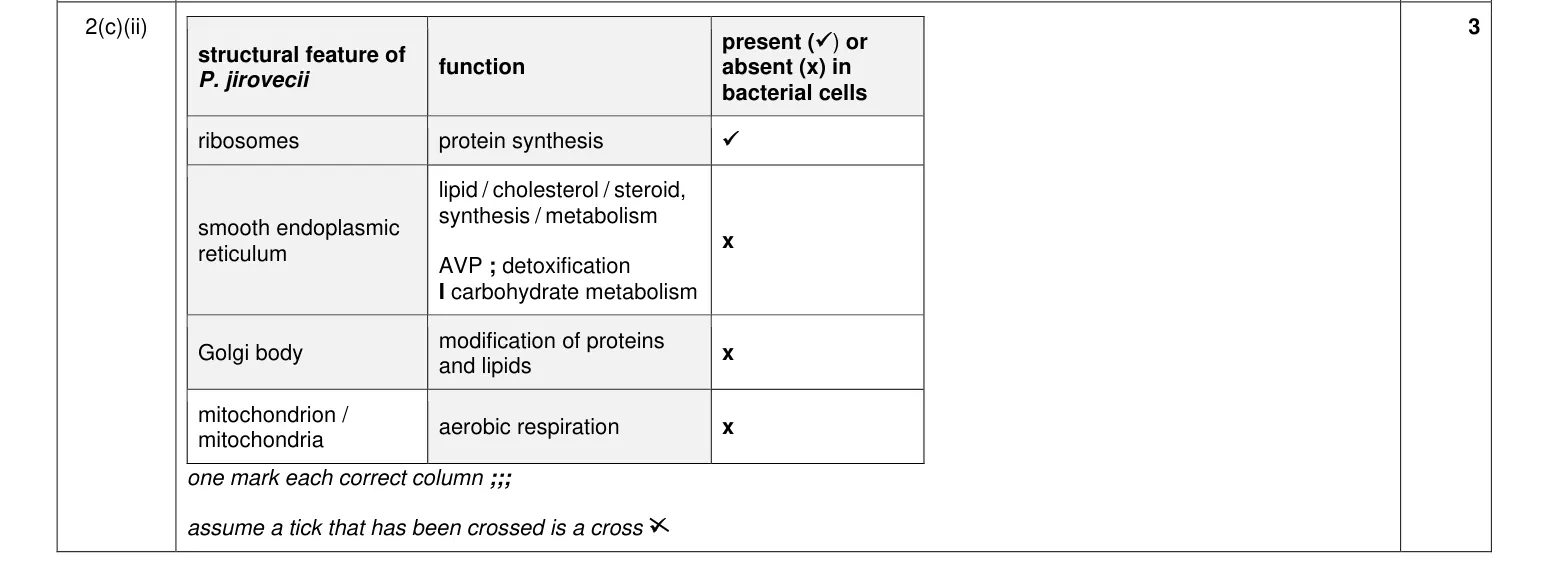 2(c)(ii)
3
structural feature of
P. jirovecii
function
present (✓) or
absent (x) in
bacterial cells
ribosomes
protein synthesis
✓
smooth endoplasmic
reticulum
lipid / cholesterol / steroid,
synthesis / metabolism
AVP ; detoxification
I carbohydrate metabolism
x
Golgi body
modification of proteins
and lipids
x
mitochondrion /
mitochondria
aerobic respiration
x
one mark each correct column ;;;
assume a tick that has been crossed is a cross